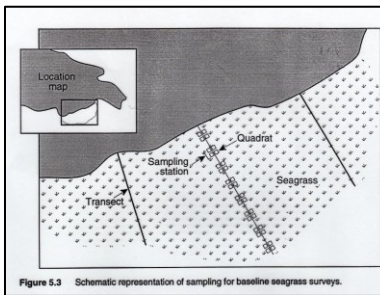 Location
map
Quadrat
Sampling
station
Seagrass
Transect
Figure 5.3 Schematic representation of sampling for baseline seagrass surveys.